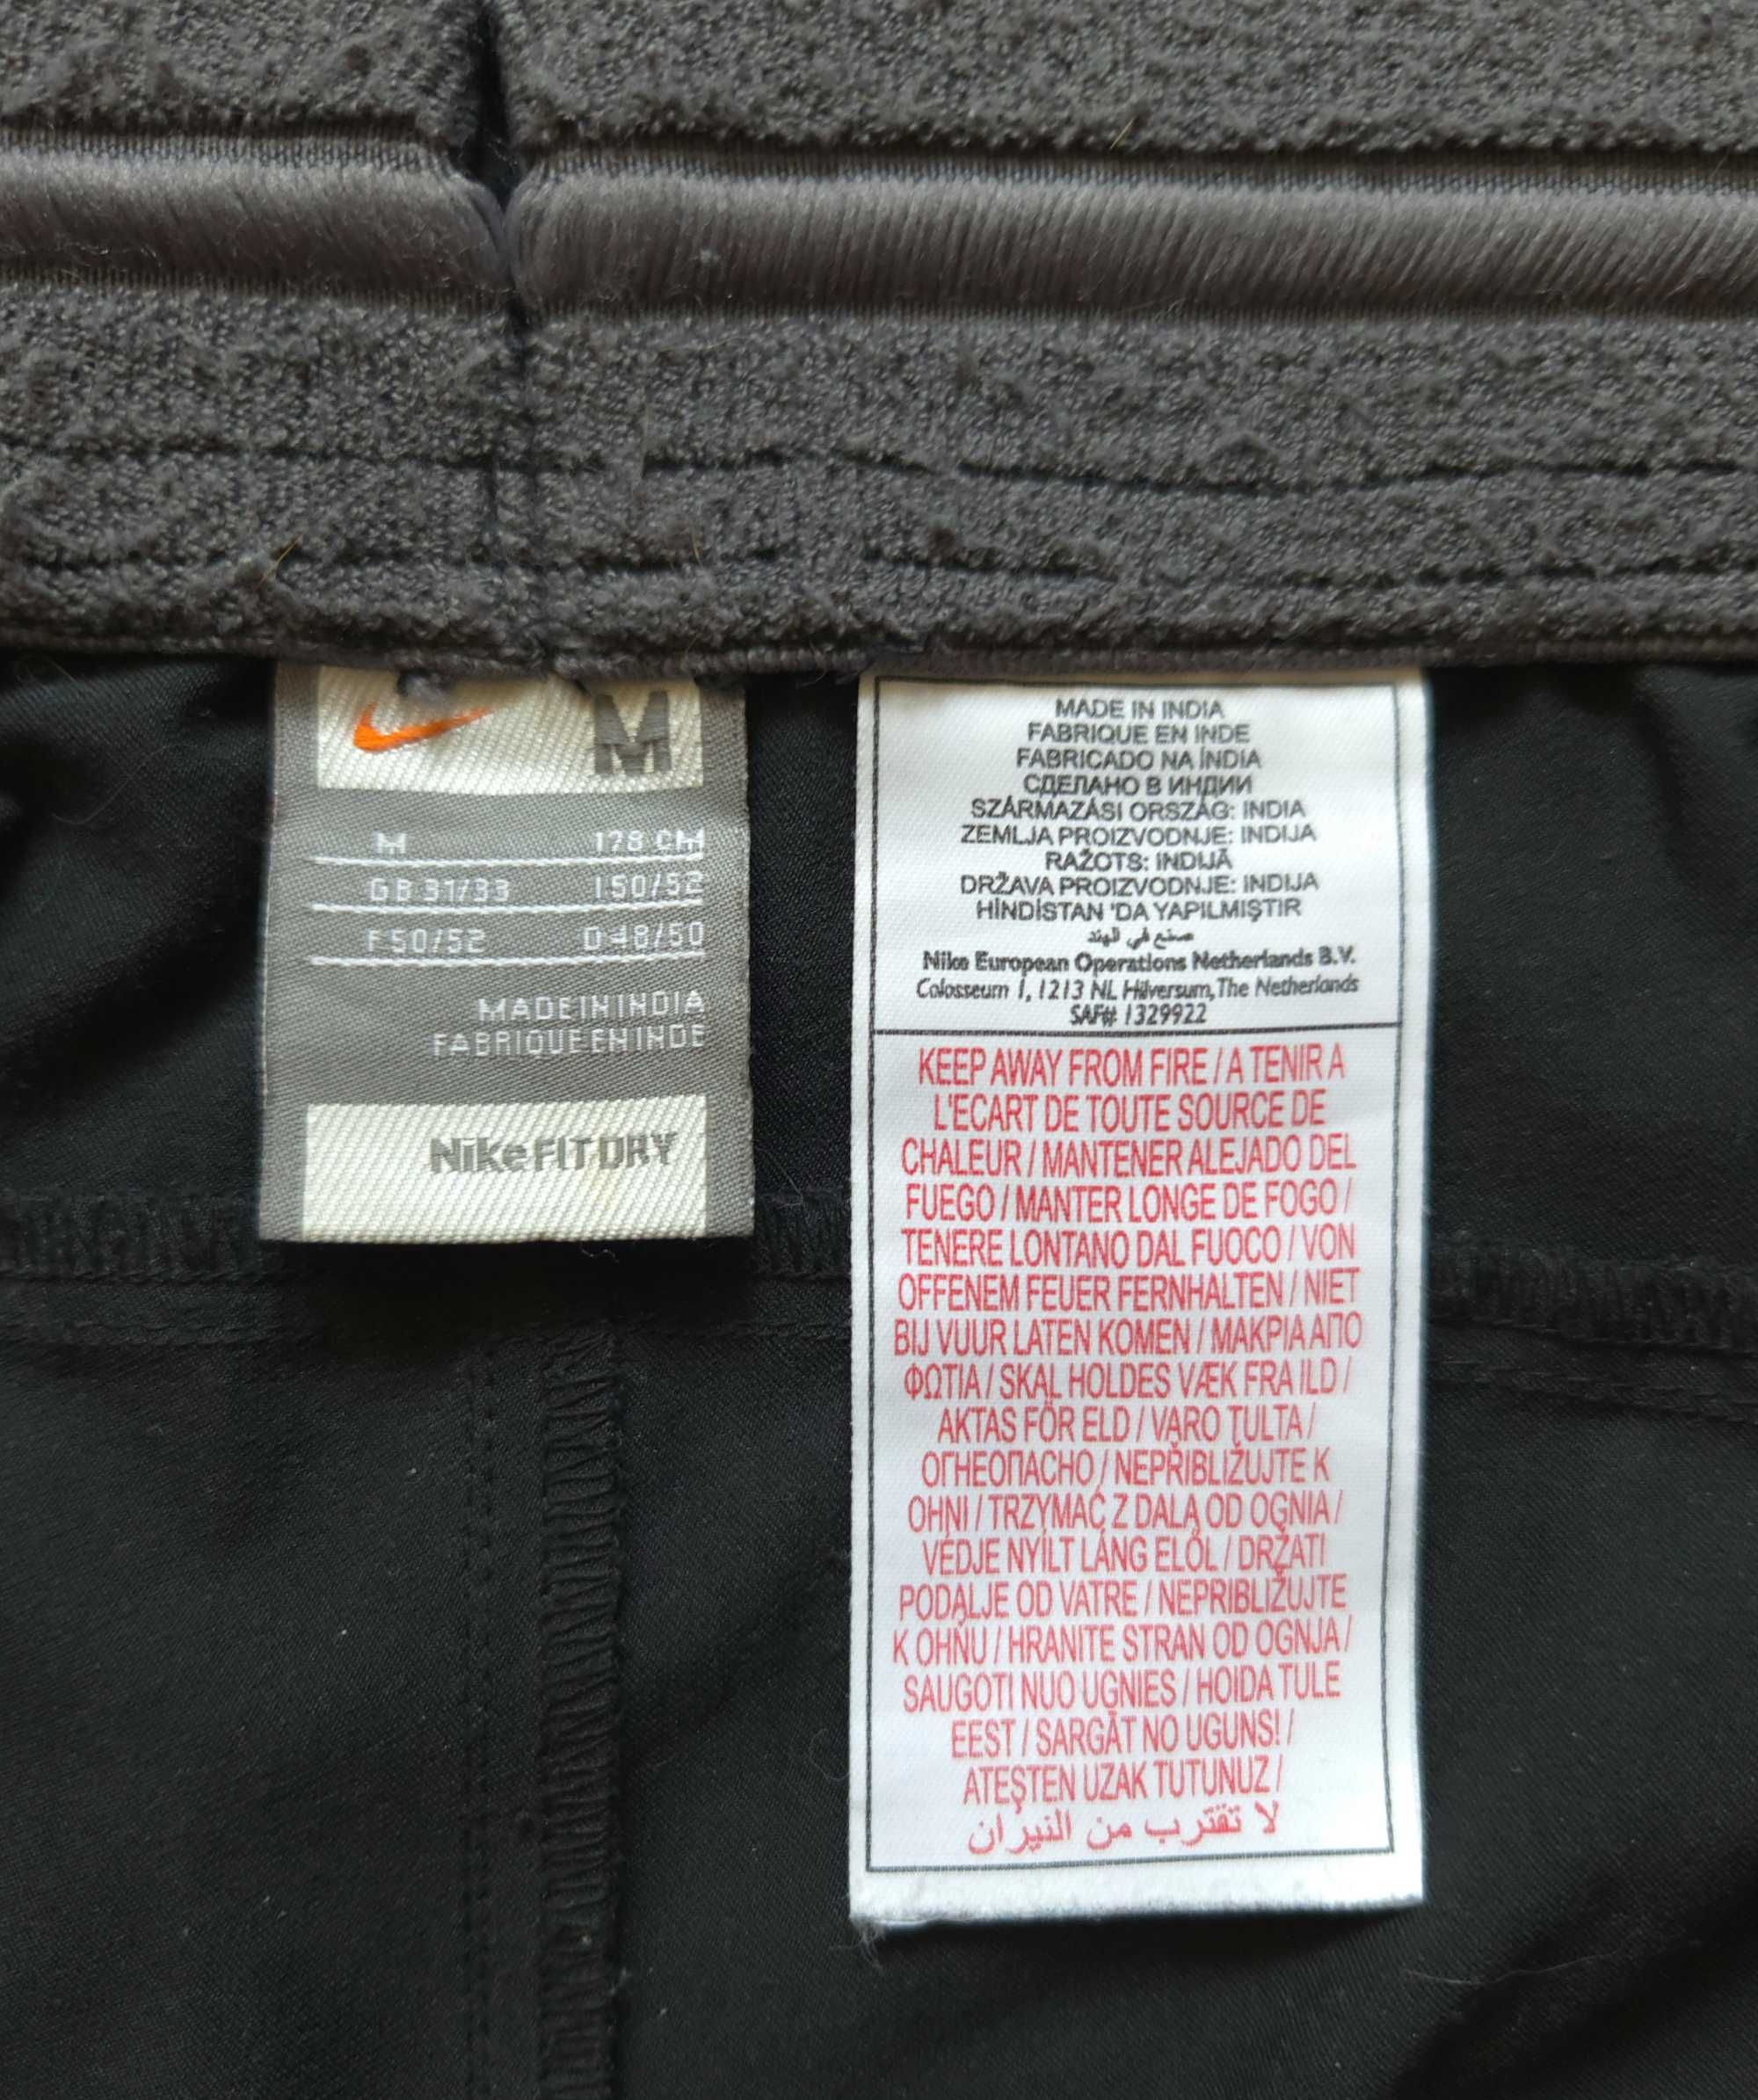 M
M 178 CM
GB 31/33 I 50/52
F 50/52 D 48/50
MADE IN INDIA
FABRIQUE EN INDE
Nike FIT DRY
MADE IN INDIA
FABRIQUE EN INDE
FABRICADO NA ÍNDIA
СДЕЛАНО В ИНДИИ
SZÁRMAZÁSI ORSZÁG: INDIA
ZEMLJA PROIZVODNJE: INDIJA
RAŽOTS: INDIJĀ
DRŽAVA PROIZVODNJE: INDIJA
HİNDİSTAN 'DA YAPILMIŞTIR
صنع في الهند
Nike European Operations Netherlands B.V.
Colosseum 1, 1213 NL Hilversum, The Netherlands
SAF# 1329922
KEEP AWAY FROM FIRE / A TENIR A
L'ECART DE TOUTE SOURCE DE
CHALEUR / MANTENER ALEJADO DEL
FUEGO / MANTER LONGE DE FOGO /
TENERE LONTANO DAL FUOCO / VON
OFFENEM FEUER FERNHALTEN / NIET
BIJ VUUR LATEN KOMEN / ΜΑΚΡΙΑ ΑΠΟ
ΦΩΤΙΑ / SKAL HOLDES VÆK FRA ILD /
AKTAS FÖR ELD / VARO TULTA /
ОГНЕОПАСНО / NEPŘIBLIŽUJTE K
OHNI / TRZYMAĆ Z DALA OD OGNIA /
VÉDJE NYÍLT LÁNG ELŐL / DRŽATI
PODALJE OD VATRE / NEPRIBLIŽUJTE
K OHŇU / HRANITE STRAN OD OGNJA /
SAUGOTI NUO UGNIES / HOIDA TULE
EEST / SARGĀT NO UGUNS! /
ATEŞTEN UZAK TUTUNUZ /
لا تقترب من النيران